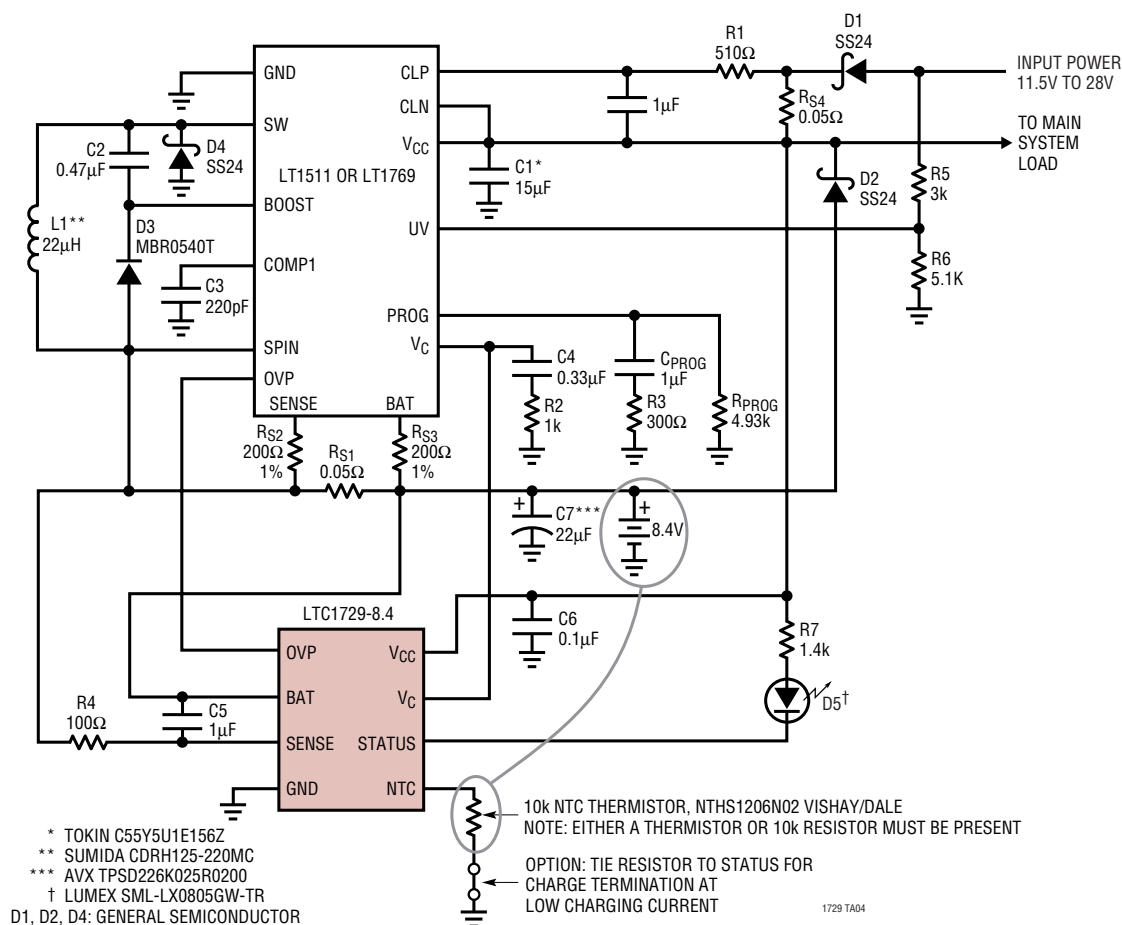 D1
SS24
R1
510Ω
INPUT POWER
11.5V TO 28V
GND
CLP
RS4
0.05Ω
1µF
CLN
SW
TO MAIN
SYSTEM
LOAD
VCC
C2
0.47µF
D4
SS24
C1*
15µF
LT1511 OR LT1769
D2
SS24
R5
3k
BOOST
L1**
22µH
D3
MBR0540T
UV
COMP1
R6
5.1K
C3
220pF
PROG
VC
SPIN
C4
0.33µF
CPROG
1µF
OVP
R2
1k
R3
300Ω
RPROG
4.93k
SENSE
BAT
RS2
200Ω
1%
RS1
0.05Ω
RS3
200Ω
1%
+
C7***
22µF
+
8.4V
LTC1729-8.4
C6
0.1µF
R7
1.4k
OVP
VCC
BAT
VC
D5†
R4
100Ω
C5
1µF
SENSE
STATUS
GND
NTC
10k NTC THERMISTOR, NTHS1206N02 VISHAY/DALE
NOTE: EITHER A THERMISTOR OR 10k RESISTOR MUST BE PRESENT
OPTION: TIE RESISTOR TO STATUS FOR
CHARGE TERMINATION AT
LOW CHARGING CURRENT
1729 TA04
* TOKIN C55Y5U1E156Z
** SUMIDA CDRH125-220MC
*** AVX TPSD226K025R0200
† LUMEX SML-LX0805GW-TR
D1, D2, D4: GENERAL SEMICONDUCTOR